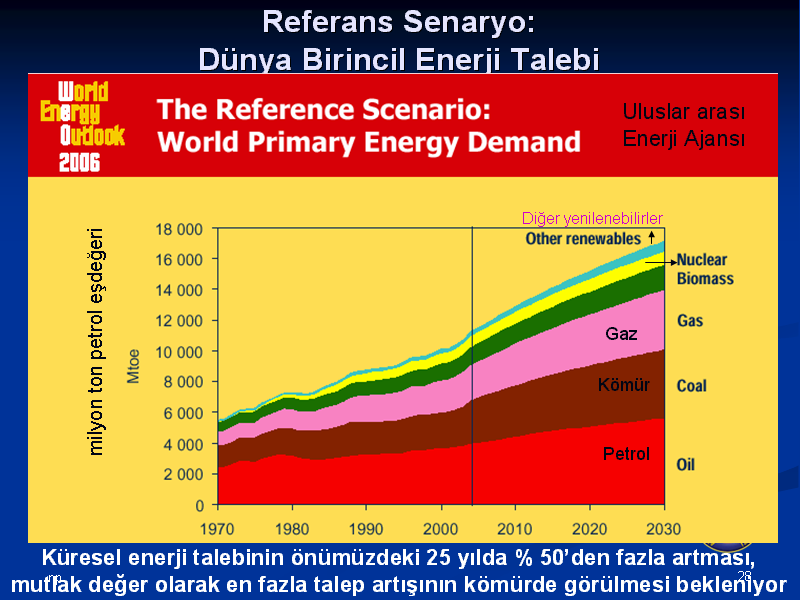 Referans Senaryo:
Dünya Birincil Enerji Talebi
World
Energy
Outlook
2006
The Reference Scenario:
World Primary Energy Demand
Uluslar arası
Enerji Ajansı
milyon ton petrol eşdeğeri
Mtoe
18 000
16 000
14 000
12 000
10 000
8 000
6 000
4 000
2 000
0
1970
1980
1990
2000
2010
2020
2030
Diğer yenilenebilirler
Other renewables
Nuclear
Biomass
Gas
Gaz
Coal
Kömür
Oil
Petrol
Küresel enerji talebinin önümüzdeki 25 yılda % 50’den fazla artması,
mutlak değer olarak en fazla talep artışının kömürde görülmesi bekleniyor
28